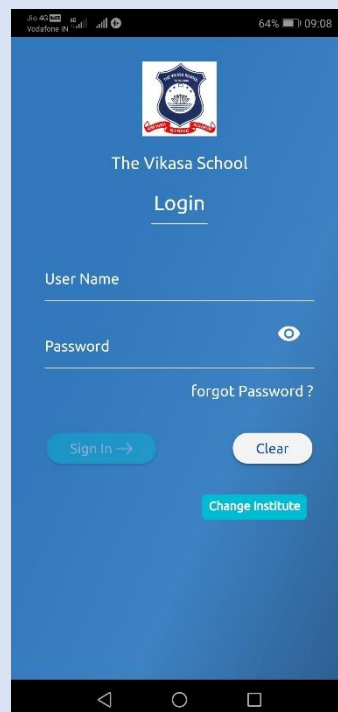 Jio 4G
Vodafone IN
64% 09:08
The Vikasa School
Login
User Name
Password
forgot Password ?
Sign In →
Clear
Change Institute